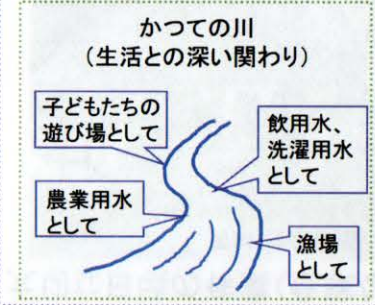 かつての川
（生活との深い関わり）
子どもたちの
遊び場として
飲用水、
洗濯用水
として
農業用水
として
漁場
として